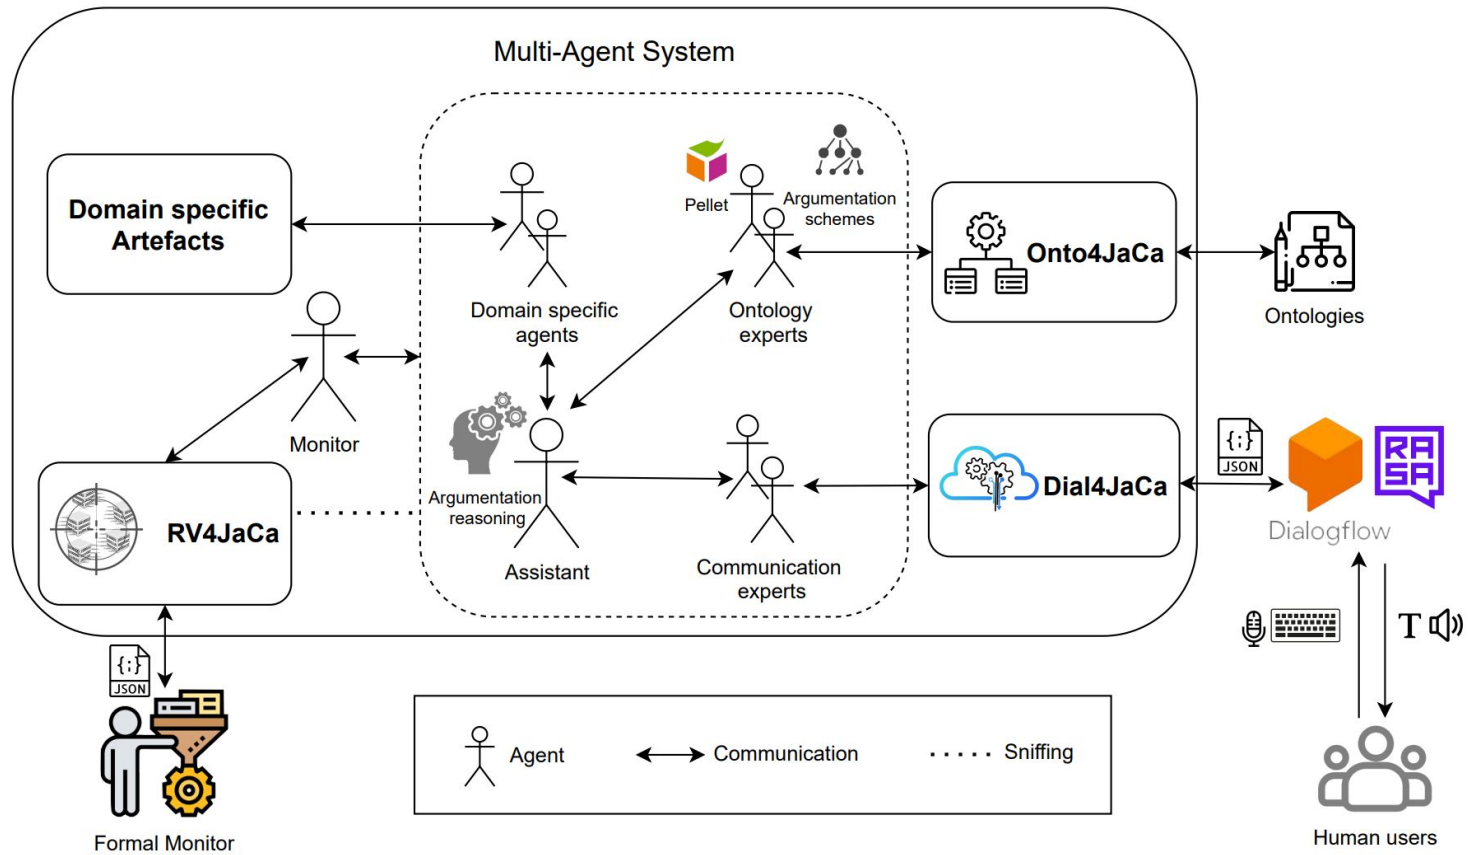 Multi-Agent System
Domain specific
Artefacts
Pellet
Argumentation
schemes
Onto4JaCa
Ontologies
Domain specific
agents
Ontology
experts
Monitor
Argumentation
reasoning
Assistant
Communication
experts
RV4JaCa
Dial4JaCa
{;}
JSON
RA
SA
Dialogflow
T
{;}
JSON
Formal Monitor
Agent
Communication
Sniffing
Human users